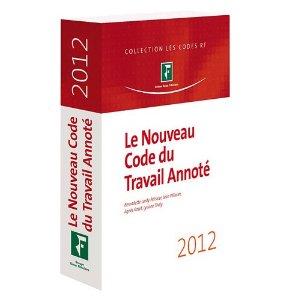 COLLECTION LES CODES RF
Le Nouveau
Code du
Travail Annoté
2012
2012
Le Nouveau Code
du Travail Annoté
F
F